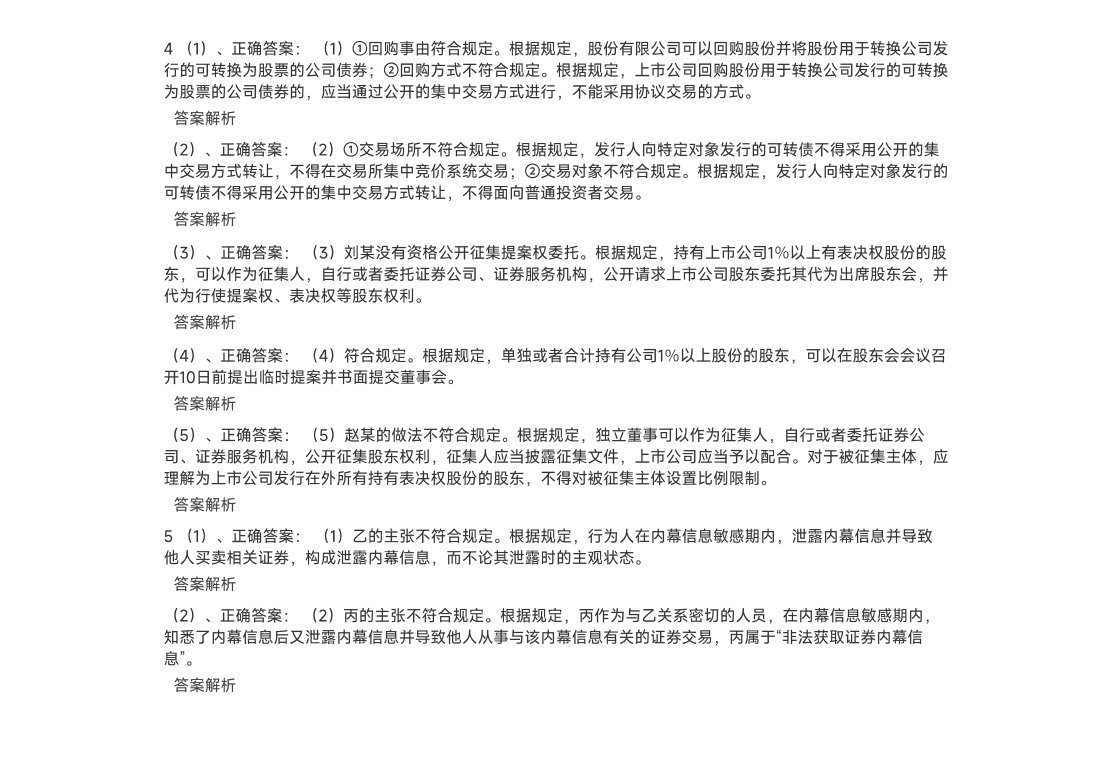 4 （1）、正确答案： （1）①回购事由符合规定。根据规定，股份有限公司可以回购股份并将股份用于转换公司发
行的可转换为股票的公司债券；②回购方式不符合规定。根据规定，上市公司回购股份用于转换公司发行的可转换
为股票的公司债券的，应当通过公开的集中交易方式进行，不能采用协议交易的方式。
答案解析
（2）、正确答案： （2）①交易场所不符合规定。根据规定，发行人向特定对象发行的可转债不得采用公开的集
中交易方式转让，不得在交易所集中竞价系统交易；②交易对象不符合规定。根据规定，发行人向特定对象发行的
可转债不得采用公开的集中交易方式转让，不得面向普通投资者交易。
答案解析
（3）、正确答案： （3）刘某没有资格公开征集提案权委托。根据规定，持有上市公司1%以上有表决权股份的股
东，可以作为征集人，自行或者委托证券公司、证券服务机构，公开请求上市公司股东委托其代为出席股东会，并
代为行使提案权、表决权等股东权利。
答案解析
（4）、正确答案： （4）符合规定。根据规定，单独或者合计持有公司1%以上股份的股东，可以在股东会会议召
开10日前提出临时提案并书面提交董事会。
答案解析
（5）、正确答案： （5）赵某的做法不符合规定。根据规定，独立董事可以作为征集人，自行或者委托证券公
司、证券服务机构，公开征集股东权利，征集人应当披露征集文件，上市公司应当予以配合。对于被征集主体，应
理解为上市公司发行在外所有持有表决权股份的股东，不得对被征集主体设置比例限制。
答案解析
5 （1）、正确答案： （1）乙的主张不符合规定。根据规定，行为人在内幕信息敏感期内，泄露内幕信息并导致
他人买卖相关证券，构成泄露内幕信息，而不论其泄露时的主观状态。
答案解析
（2）、正确答案： （2）丙的主张不符合规定。根据规定，丙作为与乙关系密切的人员，在内幕信息敏感期内，
知悉了内幕信息后又泄露内幕信息并导致他人从事与该内幕信息有关的证券交易，丙属于“非法获取证券内幕信
息”。
答案解析